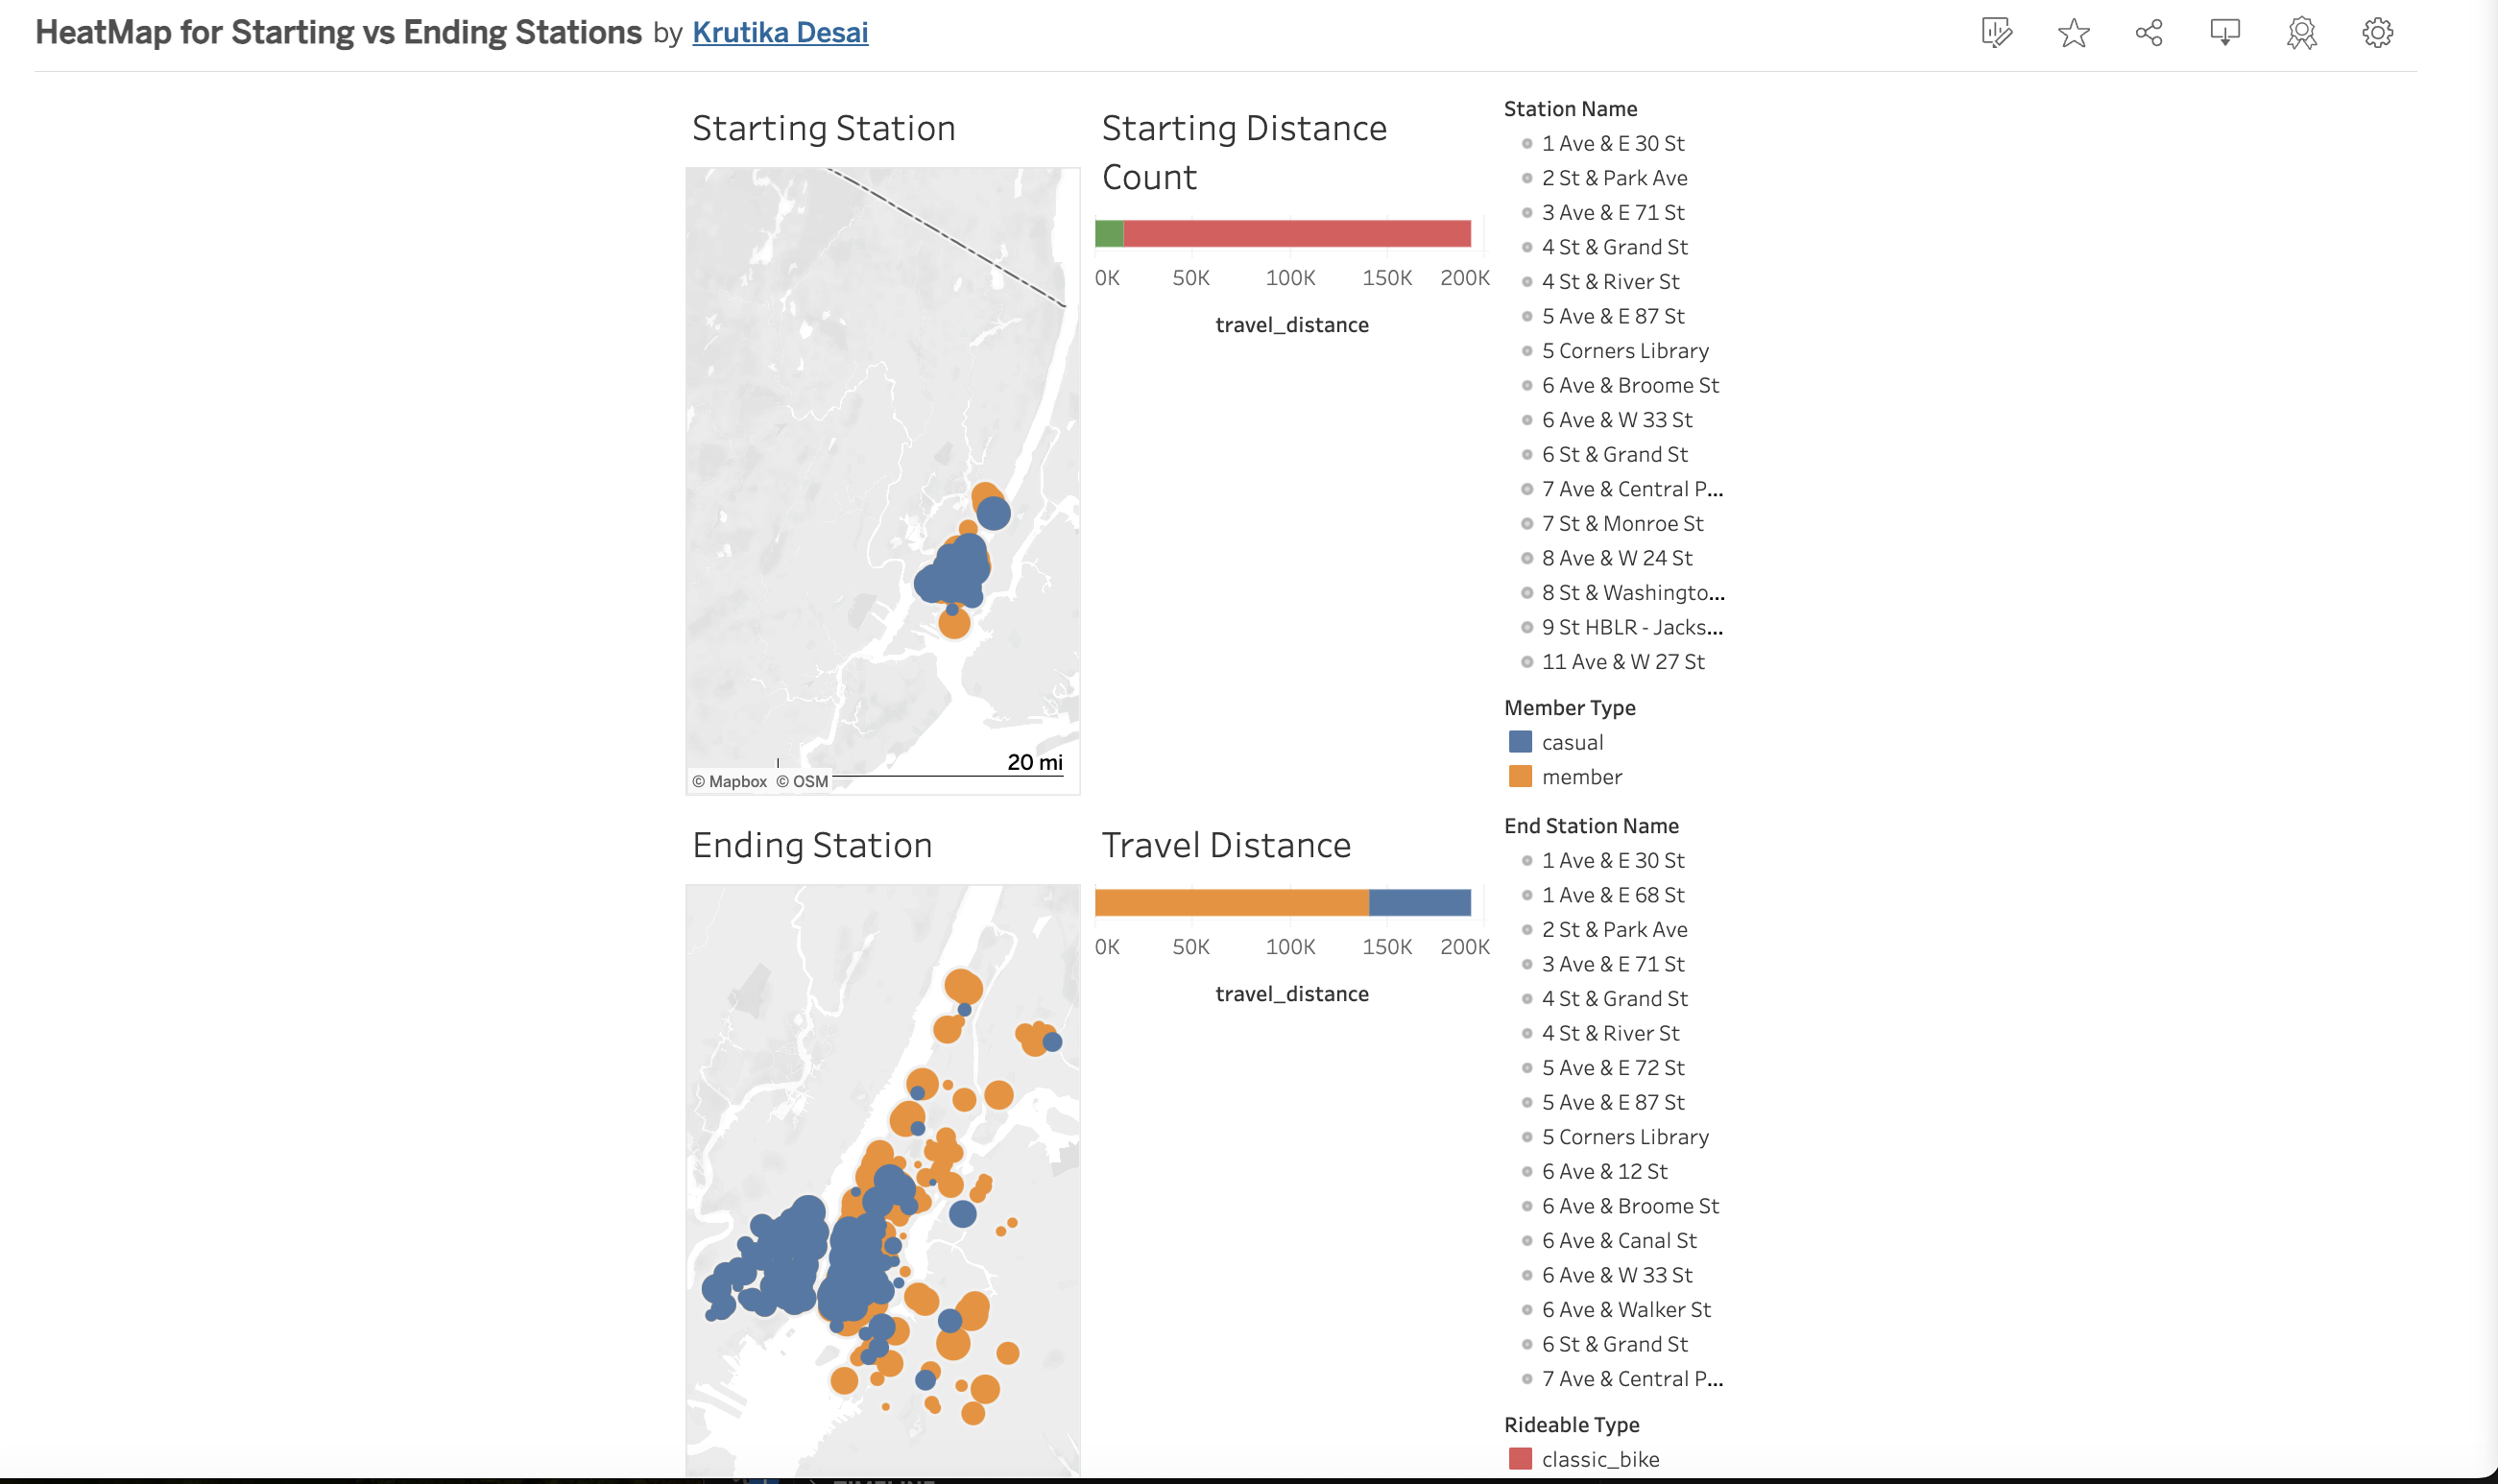 HeatMap for Starting vs Ending Stations by Krutika Desai
Starting Station
© Mapbox © OSM
20 mi
Starting Distance
Count
0K 50K 100K 150K 200K
travel_distance
Station Name
1 Ave & E 30 St
2 St & Park Ave
3 Ave & E 71 St
4 St & Grand St
4 St & River St
5 Ave & E 87 St
5 Corners Library
6 Ave & Broome St
6 Ave & W 33 St
6 St & Grand St
7 Ave & Central P...
7 St & Monroe St
8 Ave & W 24 St
8 St & Washingto...
9 St HBLR - Jacks...
11 Ave & W 27 St
Member Type
casual
member
Ending Station
Travel Distance
0K 50K 100K 150K 200K
travel_distance
End Station Name
1 Ave & E 30 St
1 Ave & E 68 St
2 St & Park Ave
3 Ave & E 71 St
4 St & Grand St
4 St & River St
5 Ave & E 72 St
5 Ave & E 87 St
5 Corners Library
6 Ave & 12 St
6 Ave & Broome St
6 Ave & Canal St
6 Ave & W 33 St
6 Ave & Walker St
6 St & Grand St
7 Ave & Central P...
Rideable Type
classic_bike